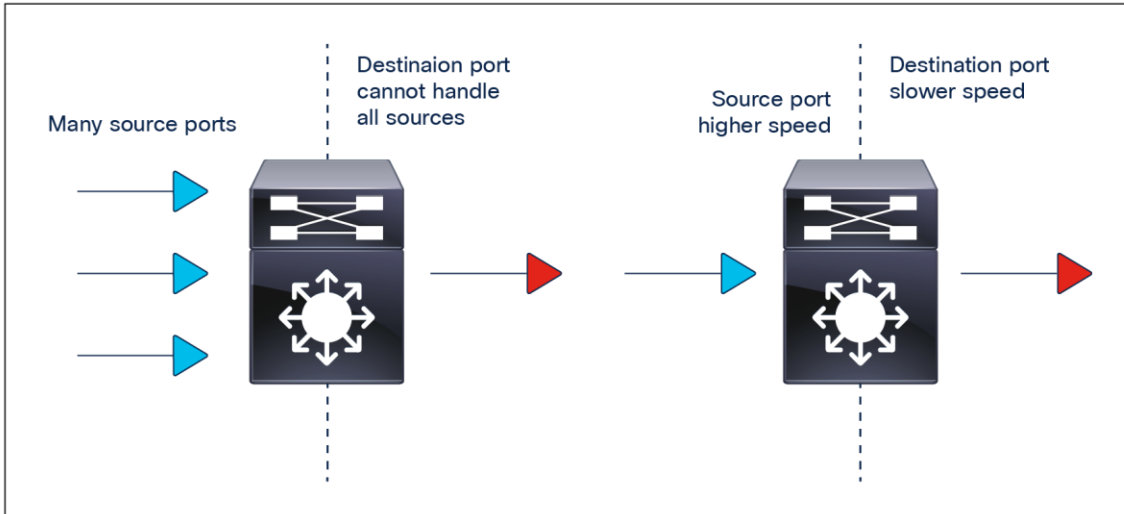 Many source ports
Destinaion port
cannot handle
all sources
Source port
higher speed
Destination port
slower speed